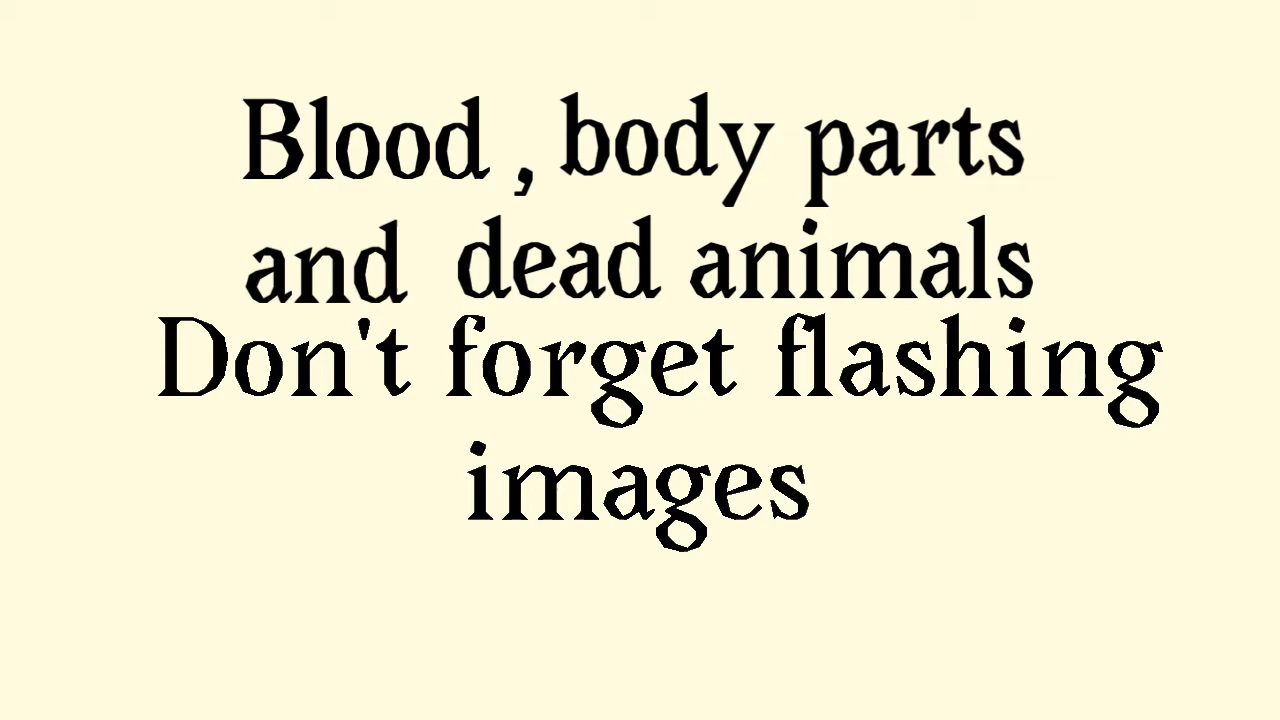 Blood , body parts
and dead animals
Don't forget flashing
images